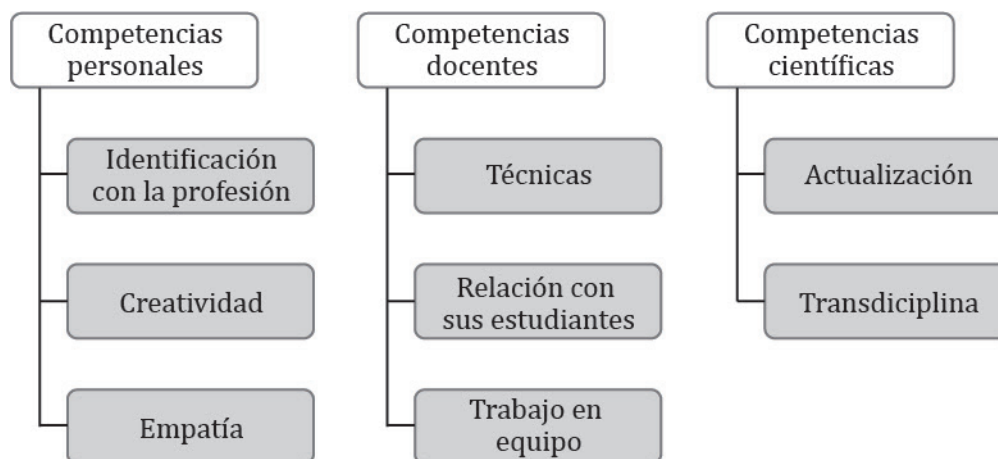 Competencias
personales
Identificación
con la profesión
Creatividad
Empatía
Competencias
docentes
Técnicas
Relación con
sus estudiantes
Trabajo en
equipo
Competencias
científicas
Actualización
Transdiciplina